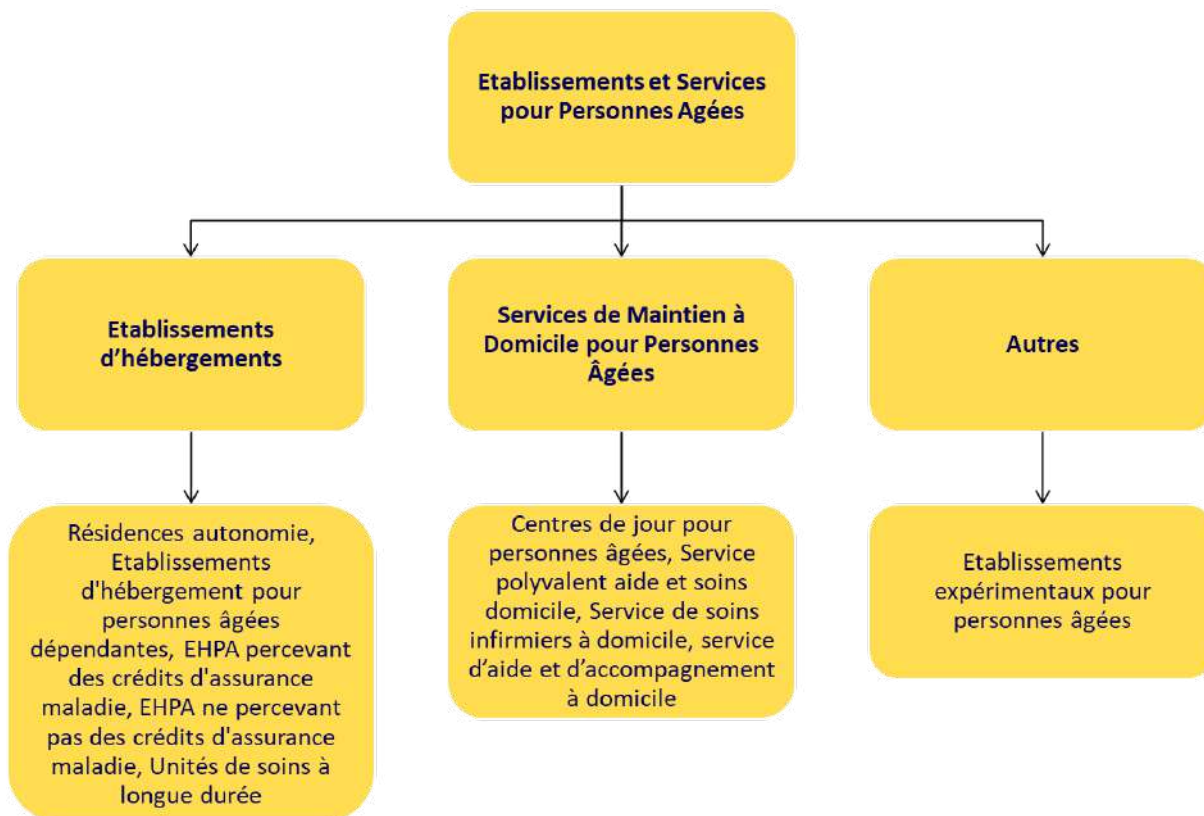 Etablissements et Services
pour Personnes Agées
Etablissements
d’hébergements
Services de Maintien à
Domicile pour Personnes
Âgées
Autres
Résidences autonomie,
Etablissements
d'hébergement pour
personnes âgées
dépendantes, EHPA percevant
des crédits d'assurance
maladie, EHPA ne percevant
pas des crédits d'assurance
maladie, Unités de soins à
longue durée
Centres de jour pour
personnes âgées, Service
polyvalent aide et soins
domicile, Service de soins
infirmiers à domicile, service
d’aide et d’accompagnement
à domicile
Etablissements
expérimentaux pour
personnes âgées